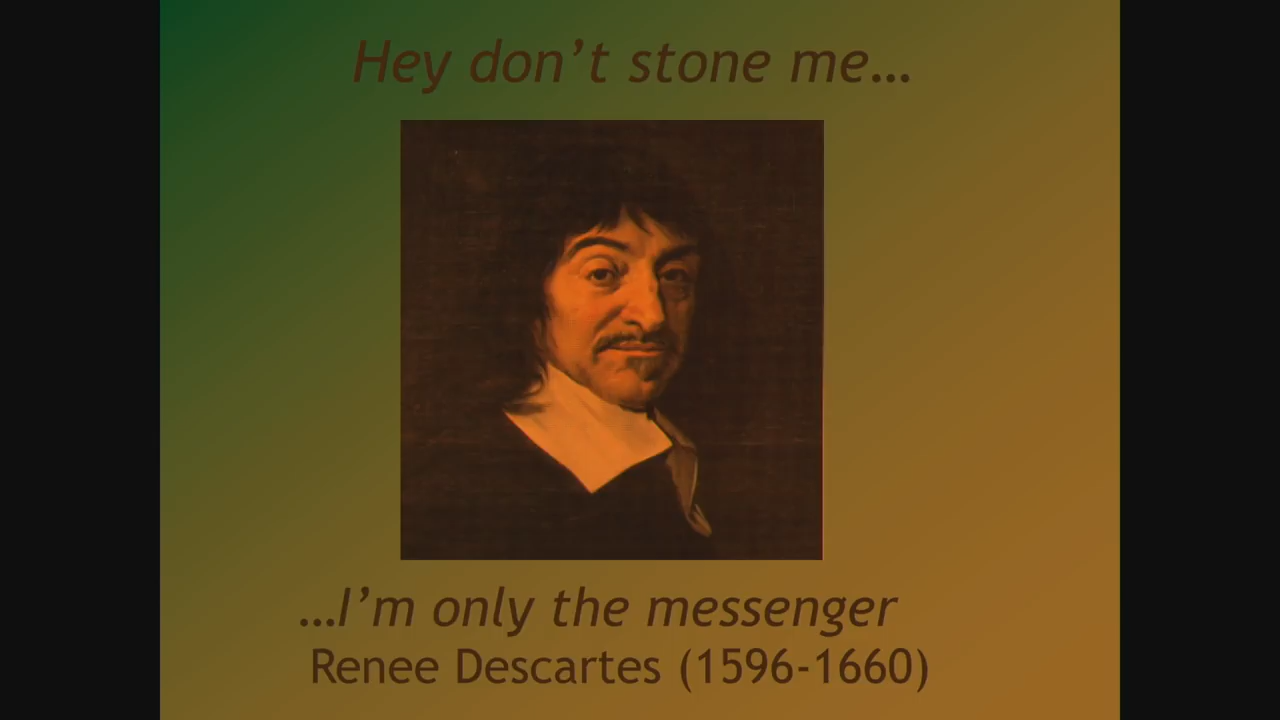 Hey don’t stone me…
…I’m only the messenger
Renee Descartes (1596-1660)